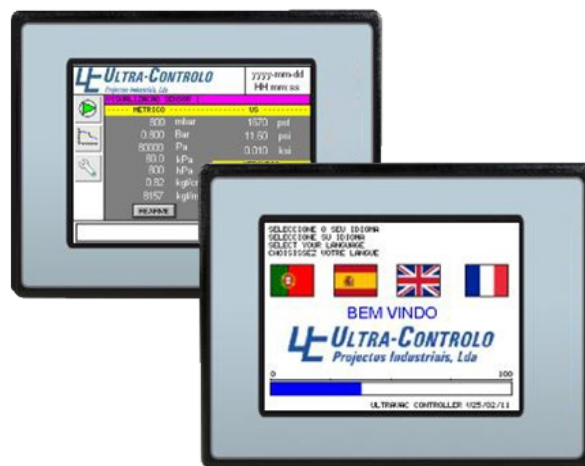 ULTRA-CONTROLO
Projectos Industriais, Lda
yyyy-mm-dd
HH:mm:ss
VISUALIZAÇÃO SENSOR
METRICO
US
800 mbar
1670 psf
0.800 Bar
11.60 psi
80000 Pa
0.010 ksi
80.0 kPa
800 hPa
0.82
8157
REARME
SELECCIONE O SEU IDIOMA
SELECCIONE SU IDIOMA
SELECT YOUR LANGUAGE
CHOISISSEZ VOTRE LANGUE
BEM VINDO
ULTRA-CONTROLO
Projectos Industriais, Lda
0
100
ULTRAVAC CONTROLLER V25/02/11